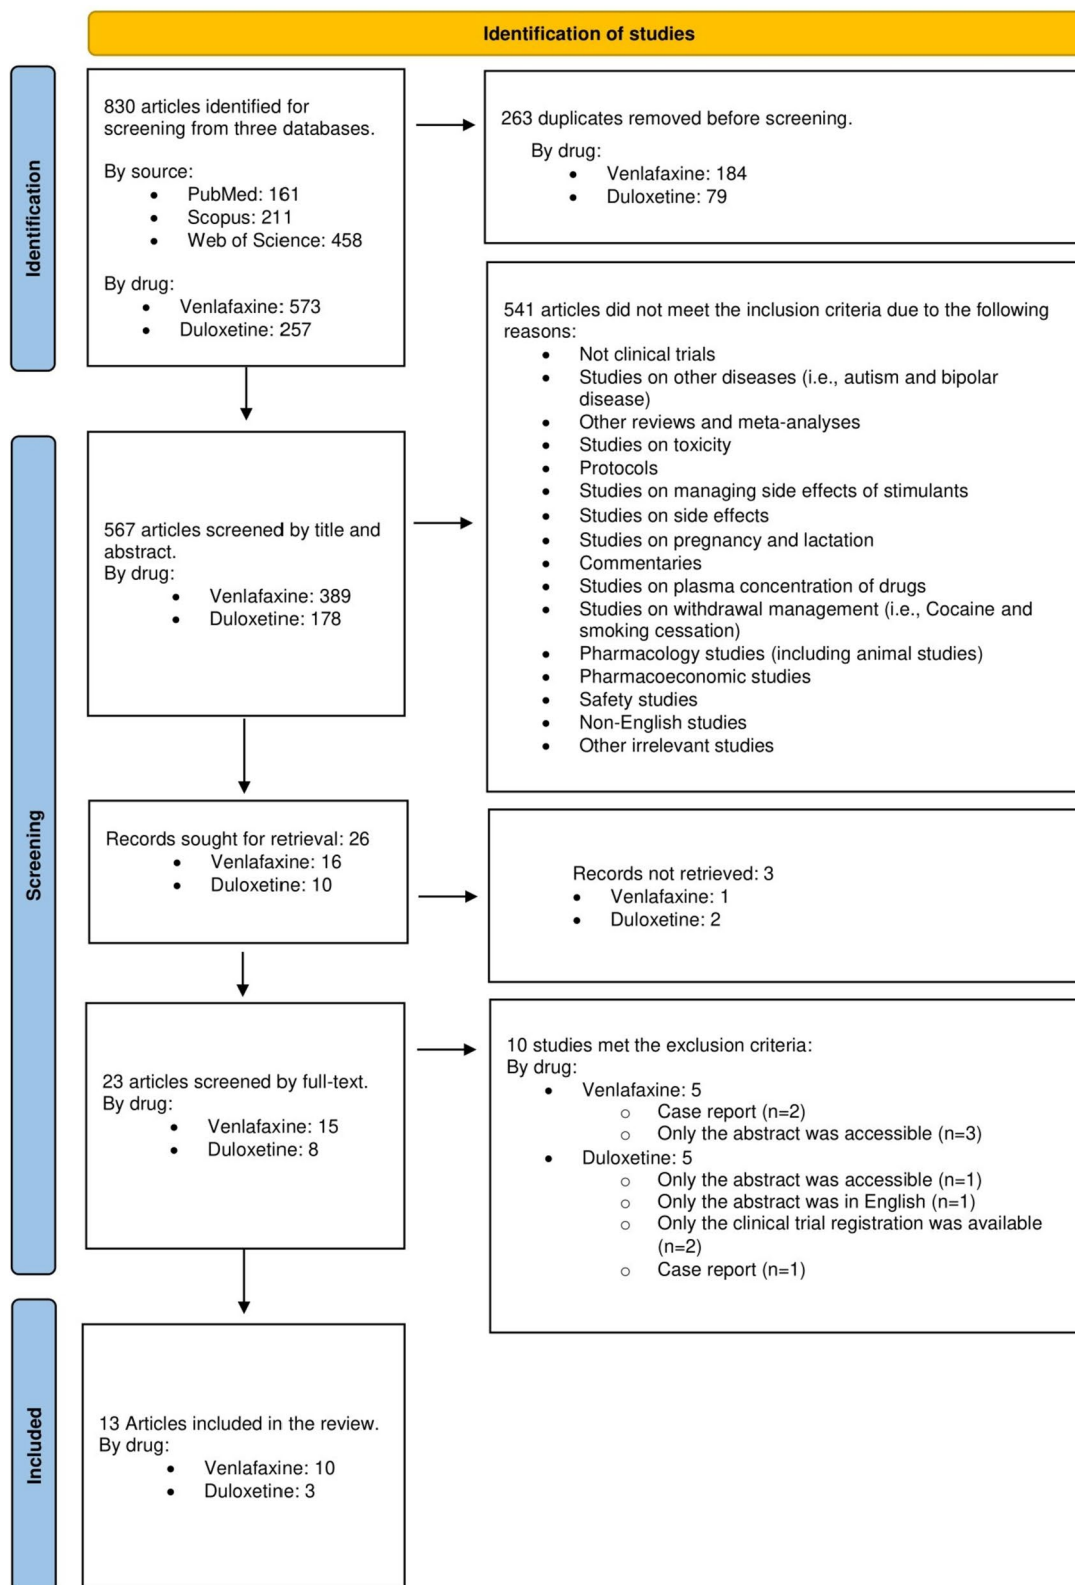 Identification of studies
Identification
830 articles identified for
screening from three databases.
By source:
• PubMed: 161
• Scopus: 211
• Web of Science: 458
By drug:
• Venlafaxine: 573
• Duloxetine: 257
263 duplicates removed before screening.
By drug:
• Venlafaxine: 184
• Duloxetine: 79
Screening
567 articles screened by title and
abstract.
By drug:
• Venlafaxine: 389
• Duloxetine: 178
541 articles did not meet the inclusion criteria due to the following
reasons:
• Not clinical trials
• Studies on other diseases (i.e., autism and bipolar
disease)
• Other reviews and meta-analyses
• Studies on toxicity
• Protocols
• Studies on managing side effects of stimulants
• Studies on side effects
• Studies on pregnancy and lactation
• Commentaries
• Studies on plasma concentration of drugs
• Studies on withdrawal management (i.e., Cocaine and
smoking cessation)
• Pharmacology studies (including animal studies)
• Pharmacoeconomic studies
• Safety studies
• Non-English studies
• Other irrelevant studies
Records sought for retrieval: 26
• Venlafaxine: 16
• Duloxetine: 10
Records not retrieved: 3
• Venlafaxine: 1
• Duloxetine: 2
23 articles screened by full-text.
By drug:
• Venlafaxine: 15
• Duloxetine: 8
10 studies met the exclusion criteria:
By drug:
• Venlafaxine: 5
o Case report (n=2)
o Only the abstract was accessible (n=3)
• Duloxetine: 5
o Only the abstract was accessible (n=1)
o Only the abstract was in English (n=1)
o Only the clinical trial registration was available
(n=2)
o Case report (n=1)
Included
13 Articles included in the review.
By drug:
• Venlafaxine: 10
• Duloxetine: 3